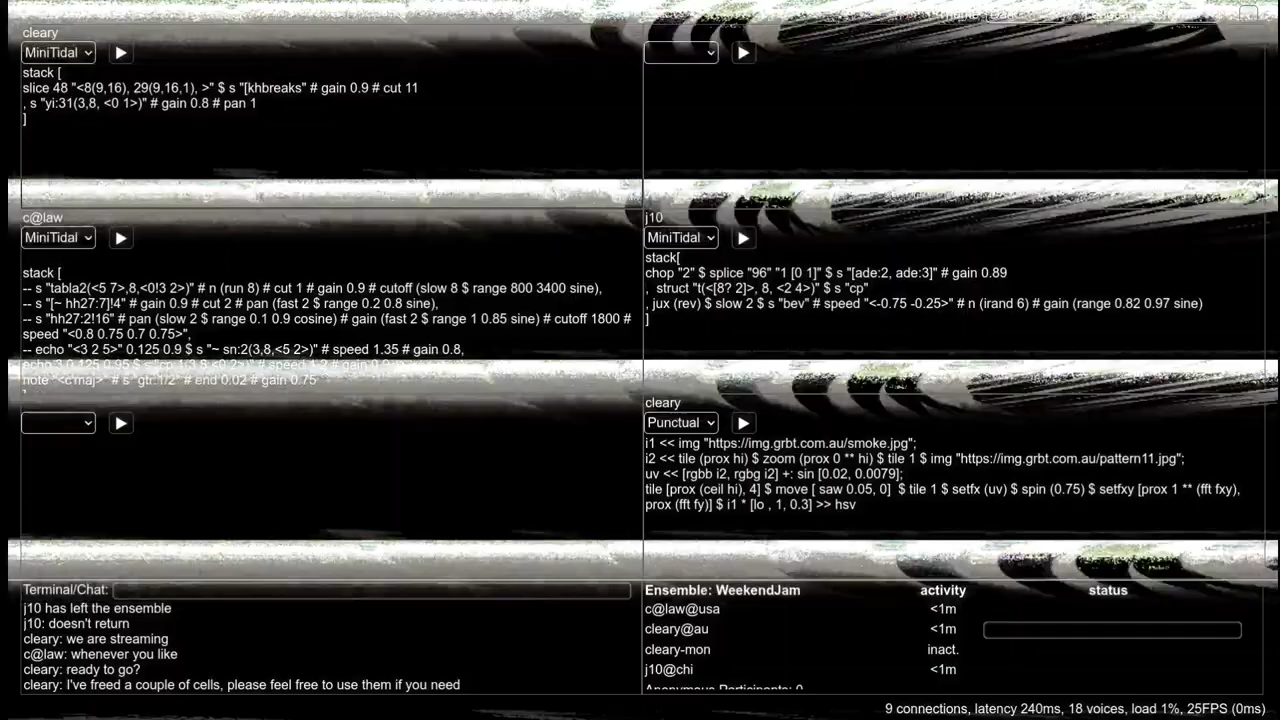 cleary
MiniTidal
stack [
slice 48 "<8(9,16), 29(9,16,1), >" $ s "[khbreaks" # gain 0.9 # cut 11
, s "yi:31(3,8, <0 1>)" # gain 0.8 # pan 1
]
c@law
MiniTidal
stack [
-- s "tabla2(<5 7>,8,<0!3 2>)" # n (run 8) # cut 1 # gain 0.9 # cutoff (slow 8 $ range 800 3400 sine),
-- s "[~ hh27:7]!4" # gain 0.9 # cut 2 # pan (fast 2 $ range 0.2 0.8 sine),
-- s "hh27:2!16" # pan (slow 2 $ range 0.1 0.9 cosine) # gain (fast 2 $ range 1 0.85 sine) # cutoff 1800 #
speed "<0.8 0.75 0.7 0.75>",
-- echo "<3 2 5>" 0.125 0.9 $ s "~ sn:2(3,8,<5 2>)" # speed 1.35 # gain 0.8,
note "<c'maj>" # s "gtr:1/2" # end 0.02 # gain 0.75
j10
MiniTidal
stack[
chop "2" $ splice "96" "1 [0 1]" $ s "[ade:2, ade:3]" # gain 0.89
, struct "t(<[8? 2]>, 8, <2 4>)" $ s "cp"
, jux (rev) $ slow 2 $ s "bev" # speed "<-0.75 -0.25>" # n (irand 6) # gain (range 0.82 0.97 sine)
]
cleary
Punctual
i1 << img "https://img.grbt.com.au/smoke.jpg";
i2 << tile (prox hi) $ zoom (prox 0 ** hi) $ tile 1 $ img "https://img.grbt.com.au/pattern11.jpg";
uv << [rgbb i2, rgbg i2] +: sin [0.02, 0.0079];
tile [prox (ceil hi), 4] $ move [ saw 0.05, 0] $ tile 1 $ setfx (uv) $ spin (0.75) $ setfxy [prox 1 ** (fft fxy),
prox (fft fy)] $ i1 * [lo , 1, 0.3] >> hsv
Terminal/Chat:
j10 has left the ensemble
j10: doesn't return
cleary: we are streaming
c@law: whenever you like
cleary: ready to go?
cleary: I've freed a couple of cells, please feel free to use them if you need
Ensemble: WeekendJam activity status
c@law@usa <1m
cleary@au <1m
cleary-mon inact.
j10@chi <1m
Anonymous Participants: 0
9 connections, latency 240ms, 18 voices, load 1%, 25FPS (0ms)